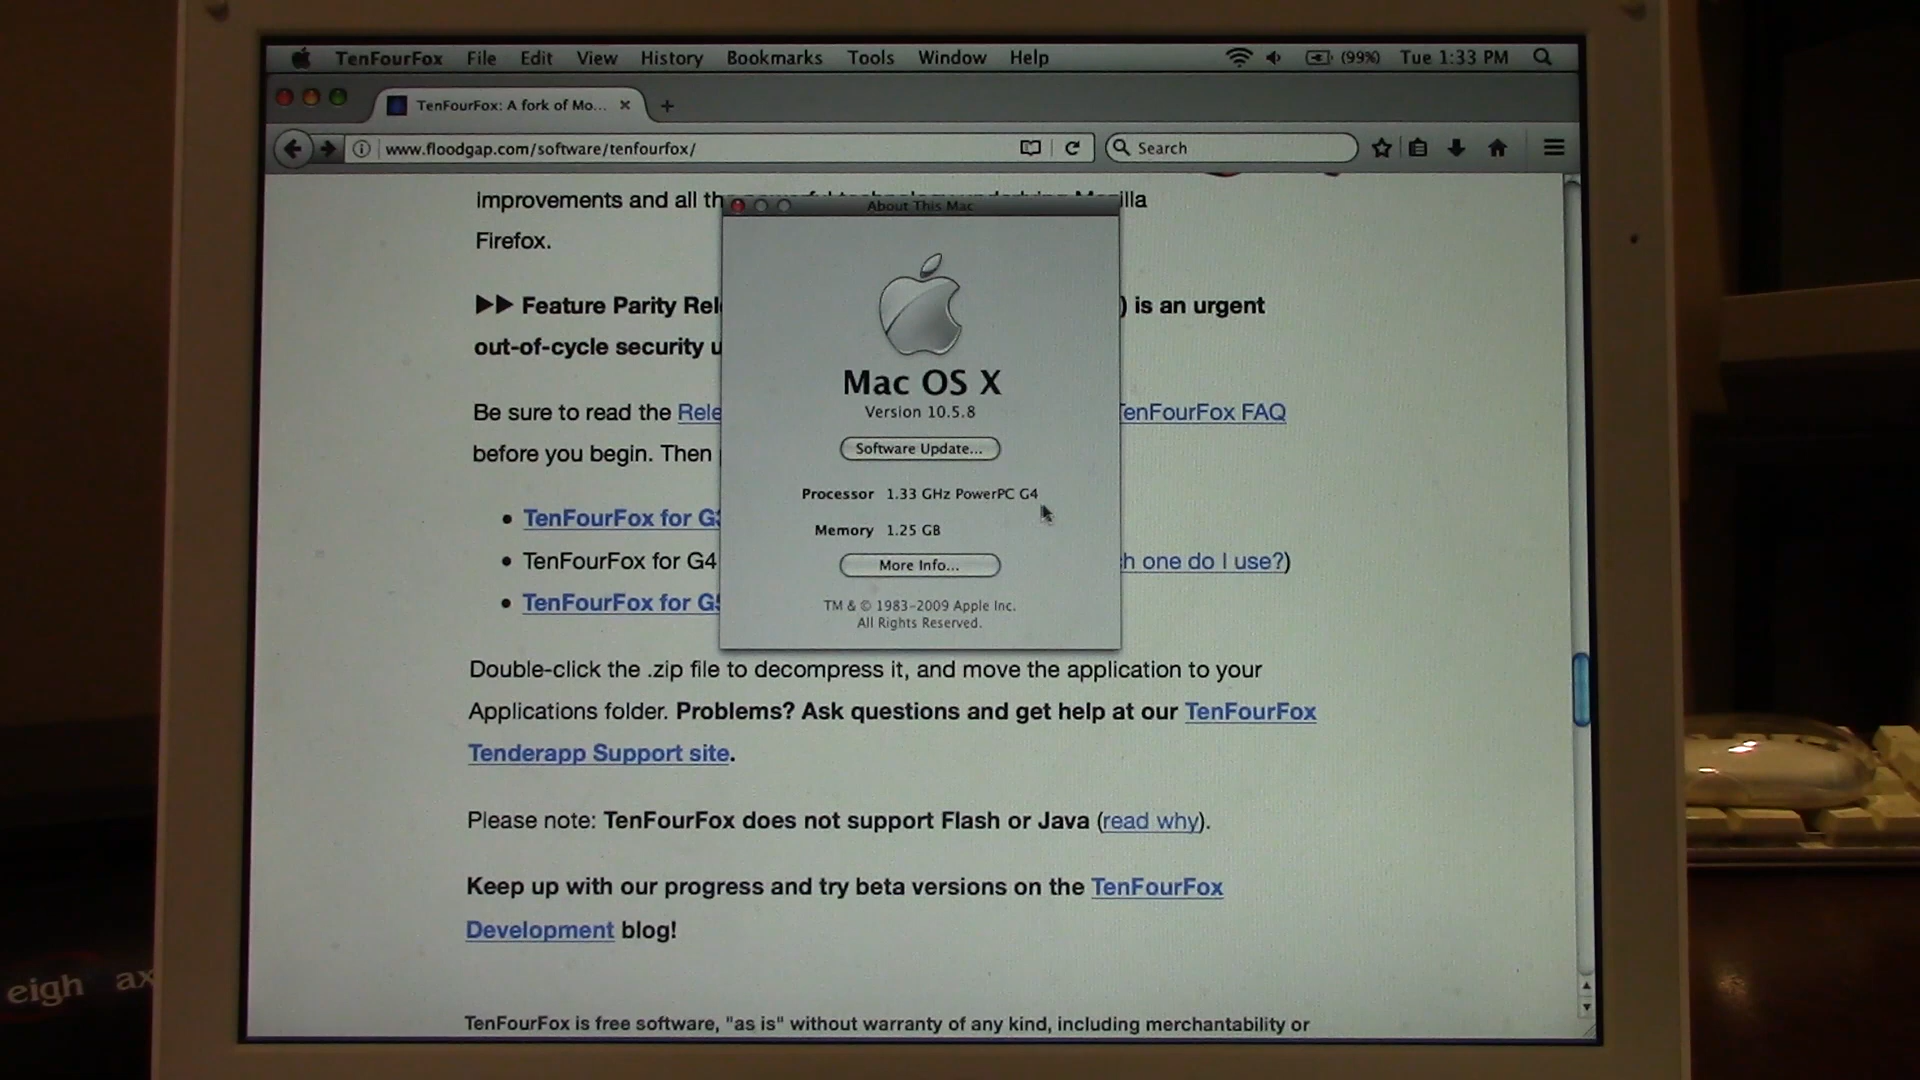 TenFourFox File Edit View History Bookmarks Tools Window Help (99%) Tue 1:33 PM
TenFourFox: A fork of Mo...
www.floodgap.com/software/tenfourfox/ Search
Improvements and all th
Firefox.
About This Mac
Mac OS X
Version 10.5.8
Software Update...
Processor 1.33 GHz PowerPC G4
Memory 1.25 GB
More Info...
TM & © 1983-2009 Apple Inc.
All Rights Reserved.
Feature Parity Rel ) is an urgent
out-of-cycle security u
Be sure to read the Rele TenFourFox FAQ
before you begin. Then
• TenFourFox for G3
• TenFourFox for G4 h one do I use?)
• TenFourFox for G5
Double-click the .zip file to decompress it, and move the application to your
Applications folder. Problems? Ask questions and get help at our TenFourFox
Tenderapp Support site.
Please note: TenFourFox does not support Flash or Java (read why).
Keep up with our progress and try beta versions on the TenFourFox
Development blog!
TenFourFox is free software, "as is" without warranty of any kind, including merchantability or
eigh ax